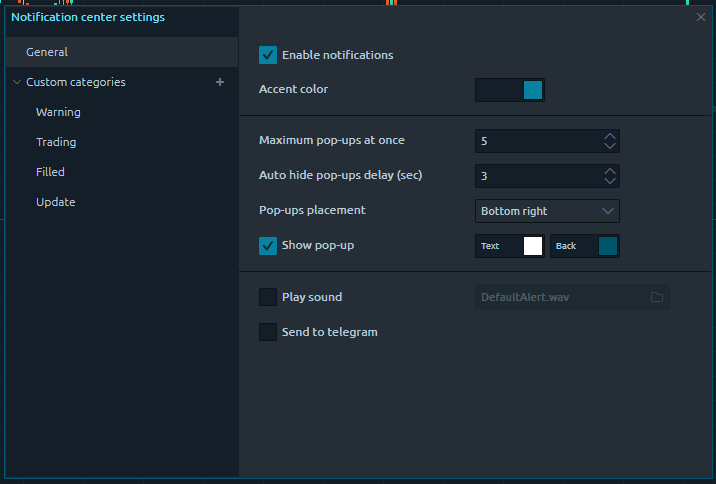 Notification center settings
General
Custom categories
Warning
Trading
Filled
Update
Enable notifications
Accent color
Maximum pop-ups at once
5
Auto hide pop-ups delay (sec)
3
Pop-ups placement
Bottom right
Show pop-up
Text
Back
Play sound
DefaultAlert.wav
Send to telegram